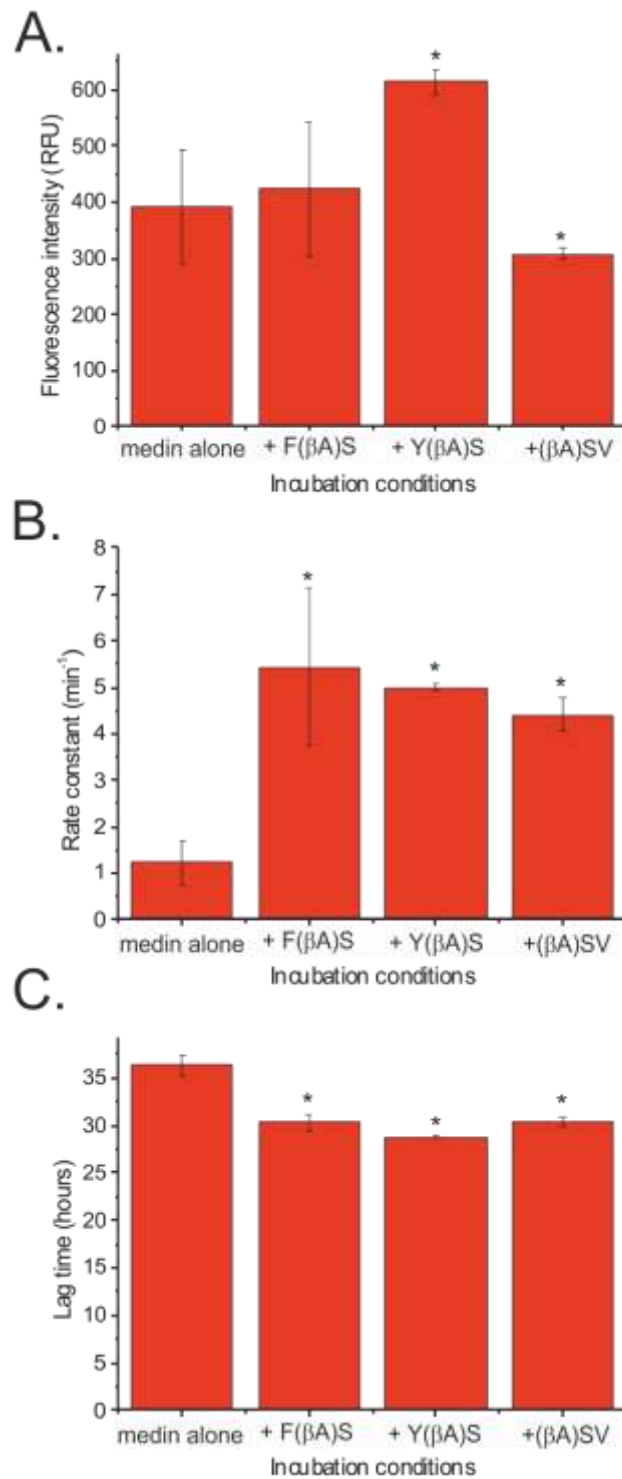 A.
Fluorescence intensity (RFU)
600
500
400
300
200
100
0
*
*
medin alone + F(βA)S + Y(βA)S +(βA)SV
Incubation conditions
B.
Rate constant (min⁻¹)
8
7
6
5
4
3
2
1
0
*
*
*
medin alone + F(βA)S + Y(βA)S +(βA)SV
Incubation conditions
C.
Lag time (hours)
35
30
25
20
15
10
5
0
*
*
*
medin alone + F(βA)S + Y(βA)S +(βA)SV
Incubation conditions